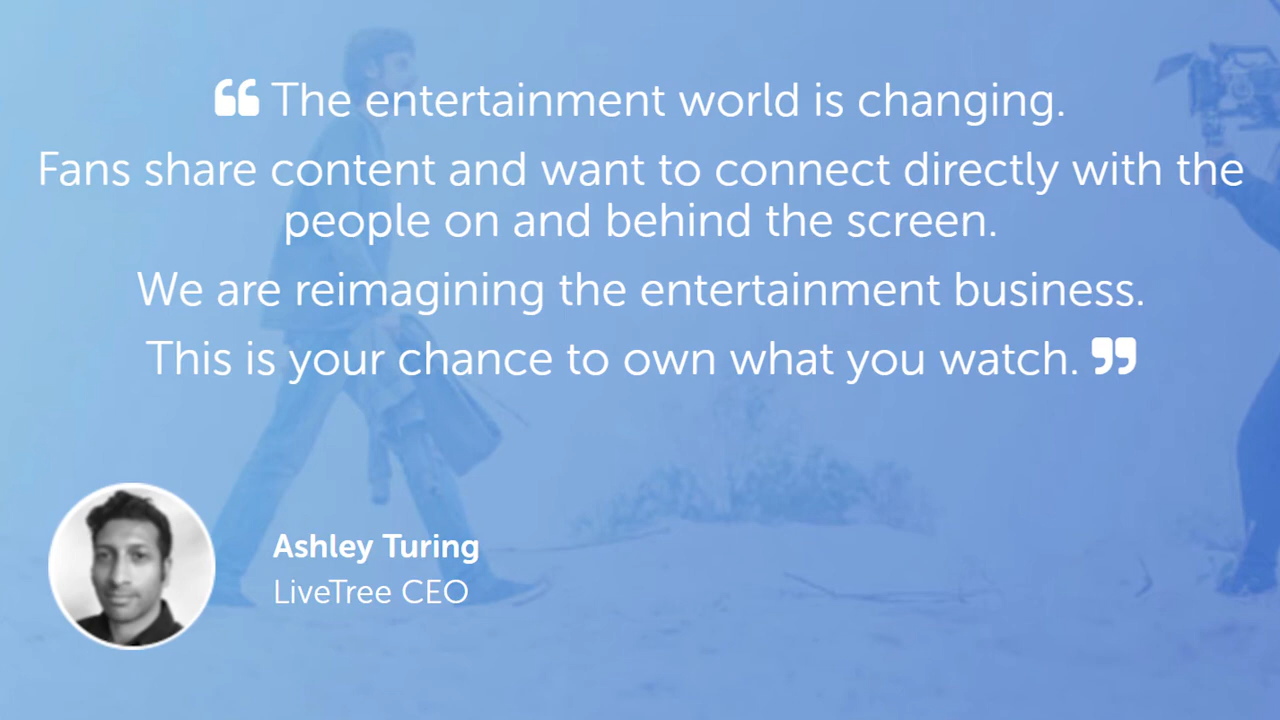 “ The entertainment world is changing.
Fans share content and want to connect directly with the
people on and behind the screen.
We are reimagining the entertainment business.
This is your chance to own what you watch. ”
Ashley Turing
LiveTree CEO